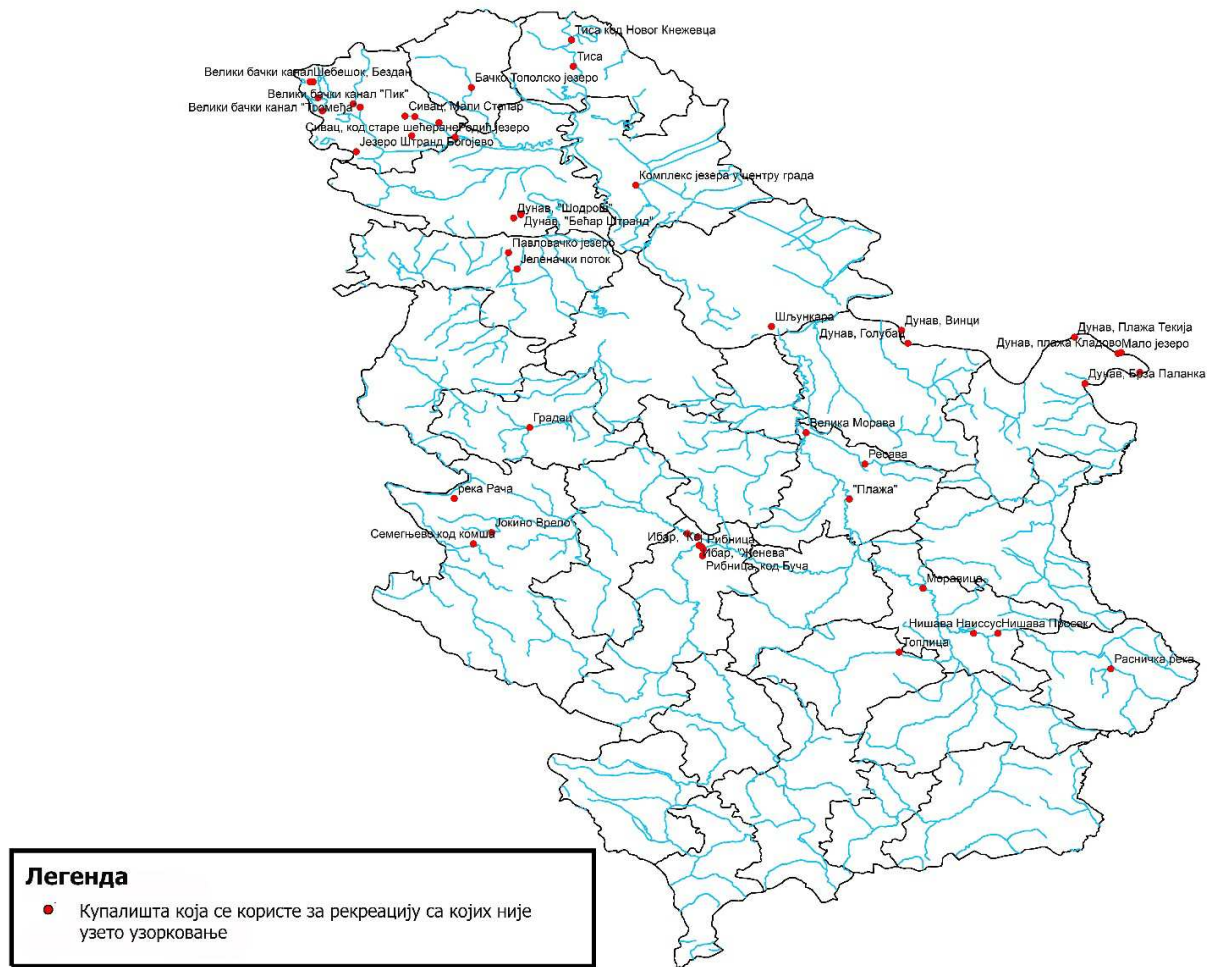 Тиса код Новог Кнежевца
Тиса
Велики бачки канал
Шебешок, Бездан
Бачко Тополско језеро
Велики бачки канал "Пик"
Велики бачки канал "Тромеђа"
Сивац, Мали Стапар
Сивац, код старе шећеране
Родић језеро
Језеро Штранд Богојево
Комплекс језера у центру града
Дунав, "Шодрош"
Дунав, "Бећар Штранд"
Павловачко језеро
Јеленачки поток
Шљункара
Дунав, Винци
Дунав, Голубац
Дунав, Плажа Текија
Дунав, плажа Кладово
Мало језеро
Дунав, Брза Паланка
Градац
Велика Морава
Ресава
река Рача
"Плажа"
Јокино Врело
Семегњево код комша
Ибар,
Рибница,
Ибар, "Женева"
Рибница, код Буча
Моравица
Нишава Наиссус
Нишава Просек
Топлица
Расничка река
Легенда
Купалишта која се користе за рекреацију са којих није
узето узорковање